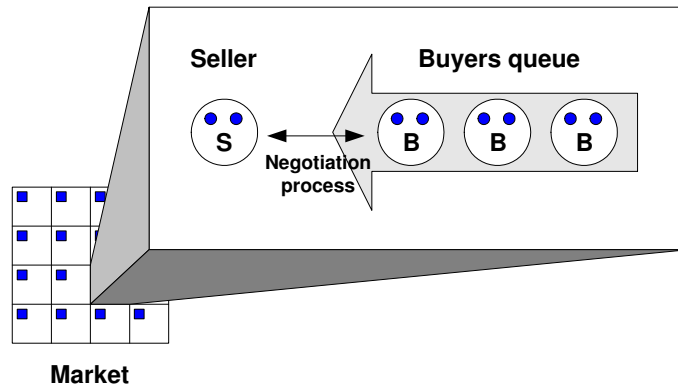 Seller
Buyers queue
S
B
B
B
Negotiation
process
Market